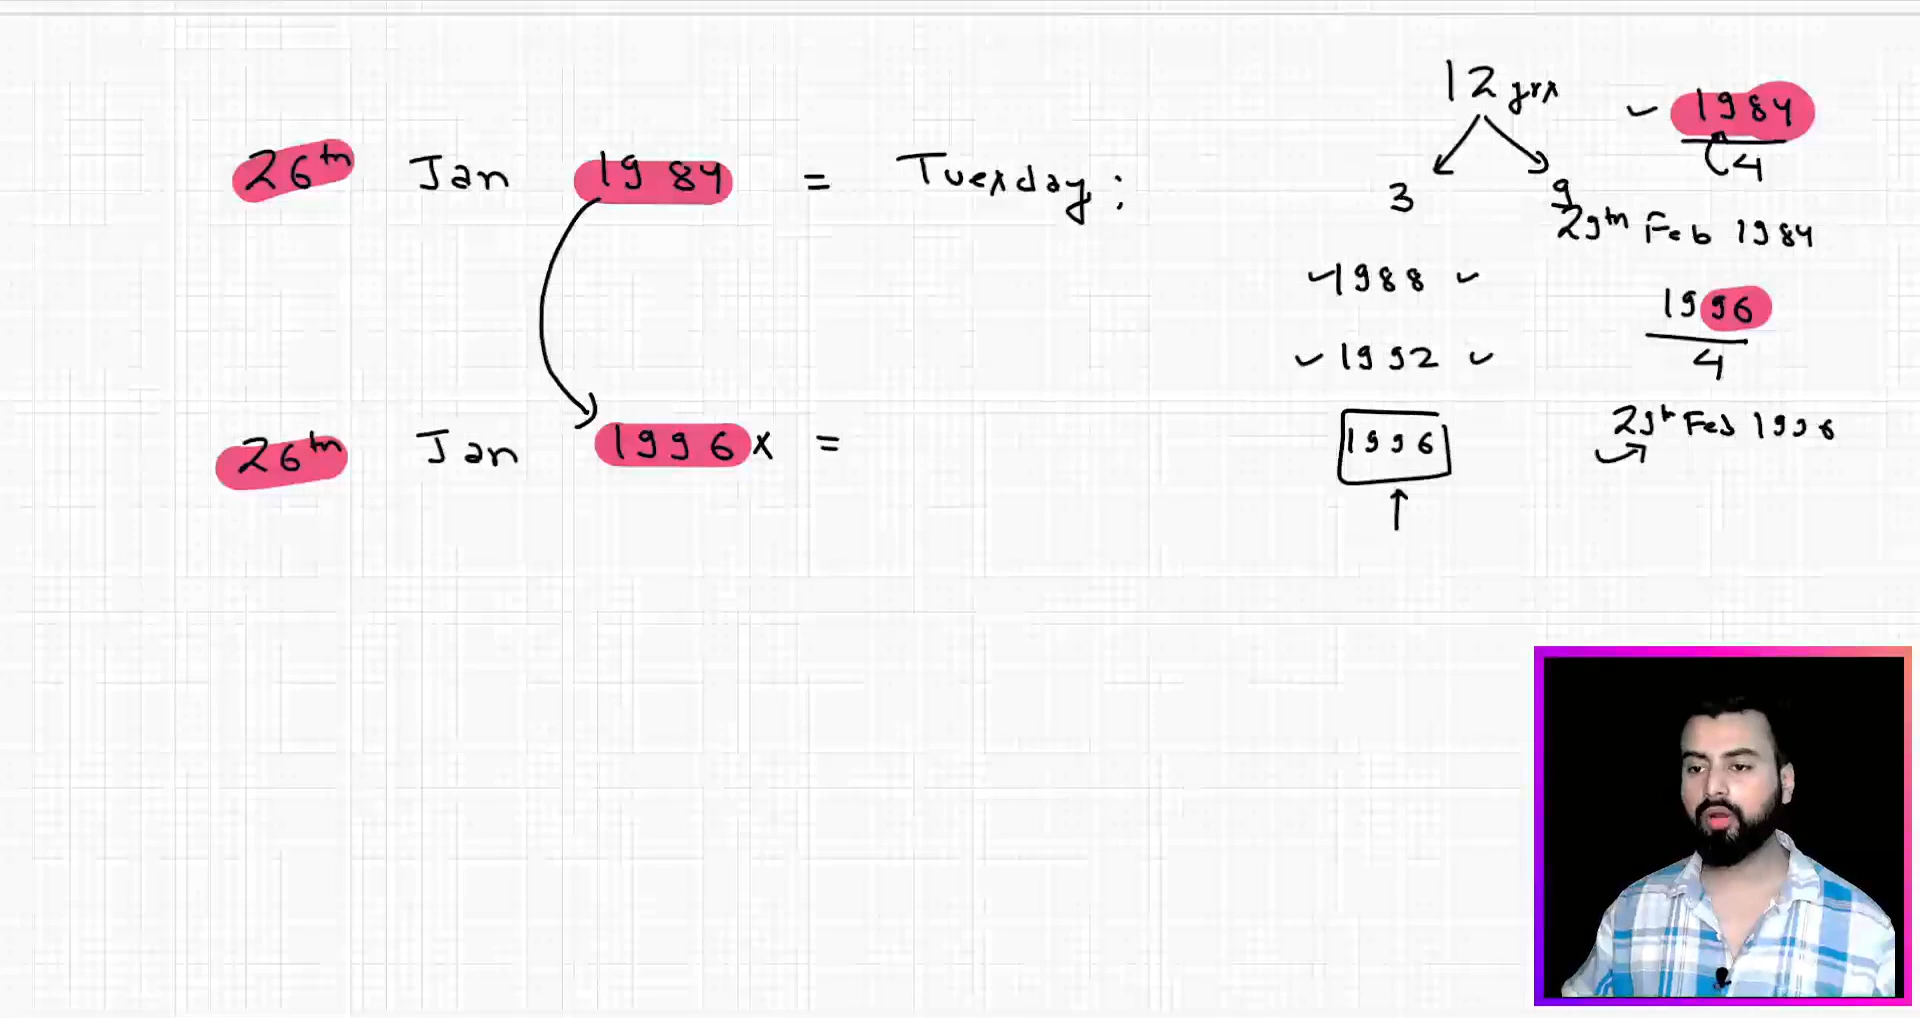 26th Jan 1984 = Tuesday :
26th Jan 1996 x =
12 yrs
3 9
1988
1992
1996
1984
4
29th Feb 1984
1996
4
29th Feb 1996